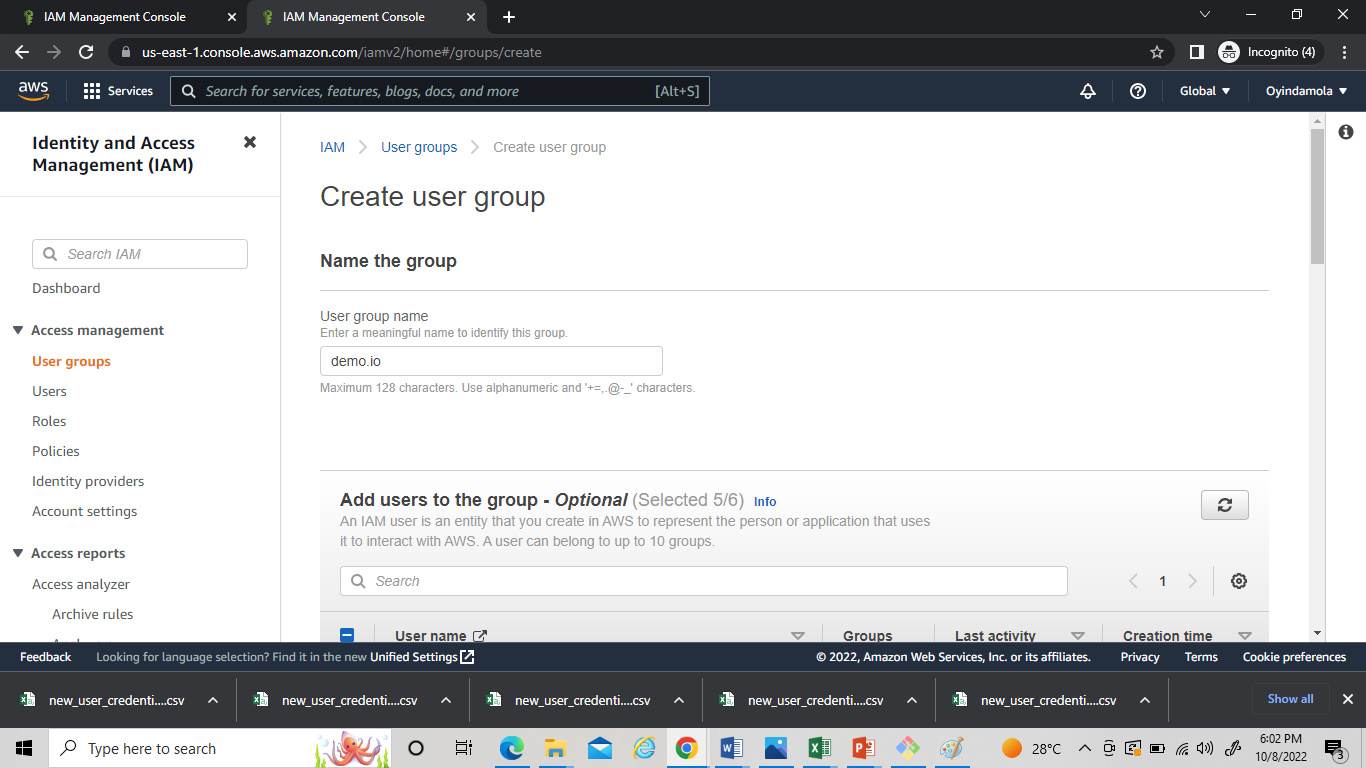 IAM Management Console
IAM Management Console
us-east-1.console.aws.amazon.com/iamv2/home#/groups/create
Incognito (4)
aws
Services
Search for services, features, blogs, docs, and more
[Alt+S]
Global
Oyindamola
Identity and Access
Management (IAM)
Search IAM
Dashboard
Access management
User groups
Users
Roles
Policies
Identity providers
Account settings
Access reports
Access analyzer
Archive rules
IAM
User groups
Create user group
Create user group
Name the group
User group name
Enter a meaningful name to identify this group.
demo.io
Maximum 128 characters. Use alphanumeric and '+=,.@-_' characters.
Add users to the group - Optional (Selected 5/6) Info
An IAM user is an entity that you create in AWS to represent the person or application that uses
it to interact with AWS. A user can belong to up to 10 groups.
Search
1
User name
Groups
Last activity
Creation time
Feedback
Looking for language selection? Find it in the new Unified Settings
© 2022, Amazon Web Services, Inc. or its affiliates.
Privacy
Terms
Cookie preferences
new_user_credenti....csv
new_user_credenti....csv
new_user_credenti....csv
new_user_credenti....csv
new_user_credenti....csv
Show all
Type here to search
28°C
6:02 PM
10/8/2022
3